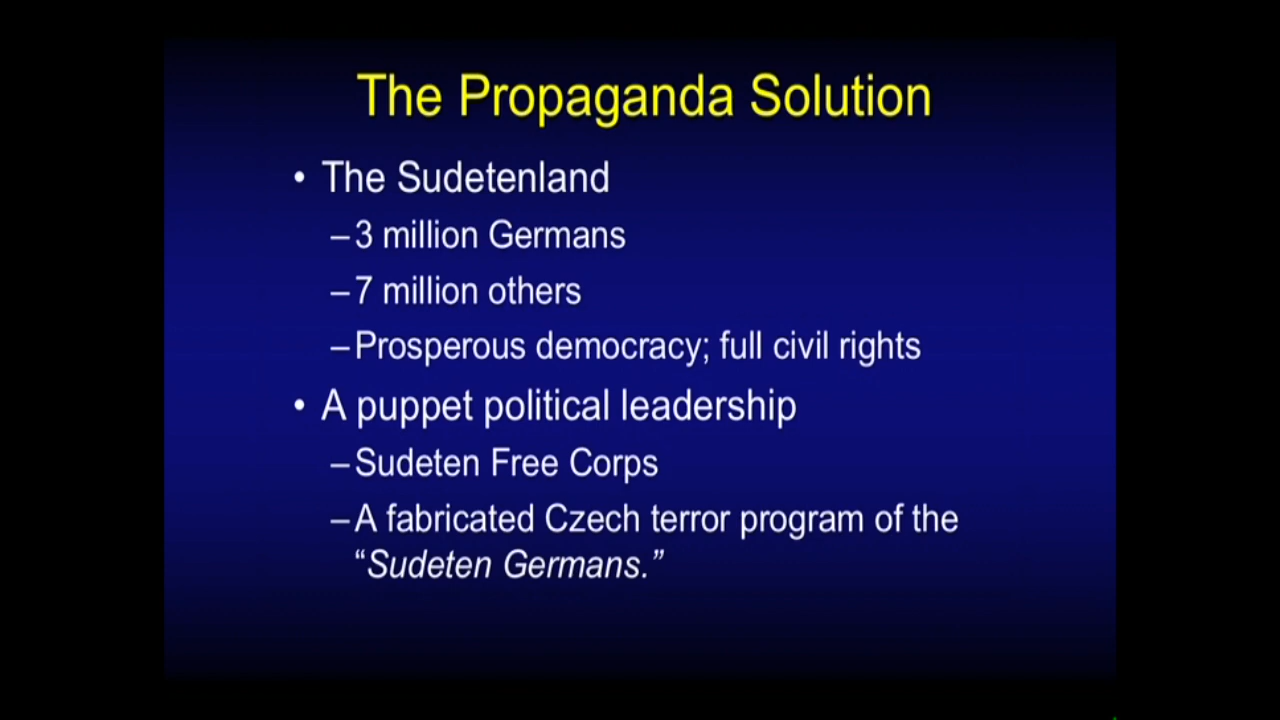 The Propaganda Solution
• The Sudetenland
–3 million Germans
–7 million others
–Prosperous democracy; full civil rights
• A puppet political leadership
–Sudeten Free Corps
–A fabricated Czech terror program of the
“Sudeten Germans.”